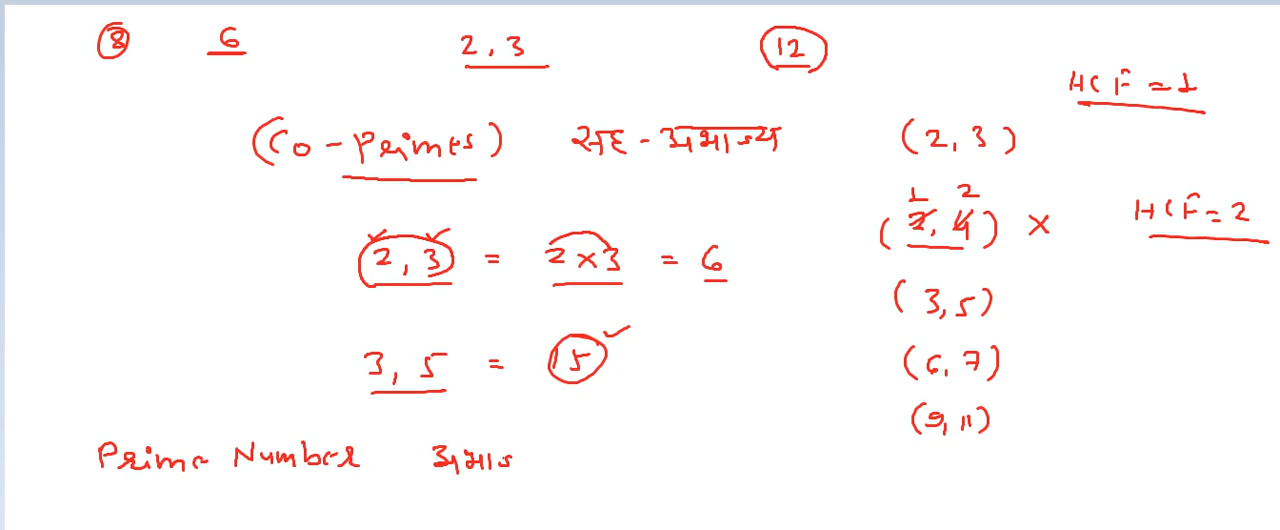 8 6 2, 3 12
HCF = 1
(Co-Primes) सह-अभाज्य (2, 3)
1 2
(2, 4) × HCF = 2
2, 3 = 2×3 = 6
(3, 5)
3, 5 = 15 (6, 7)
(9, 11)
Prime Number अभाज